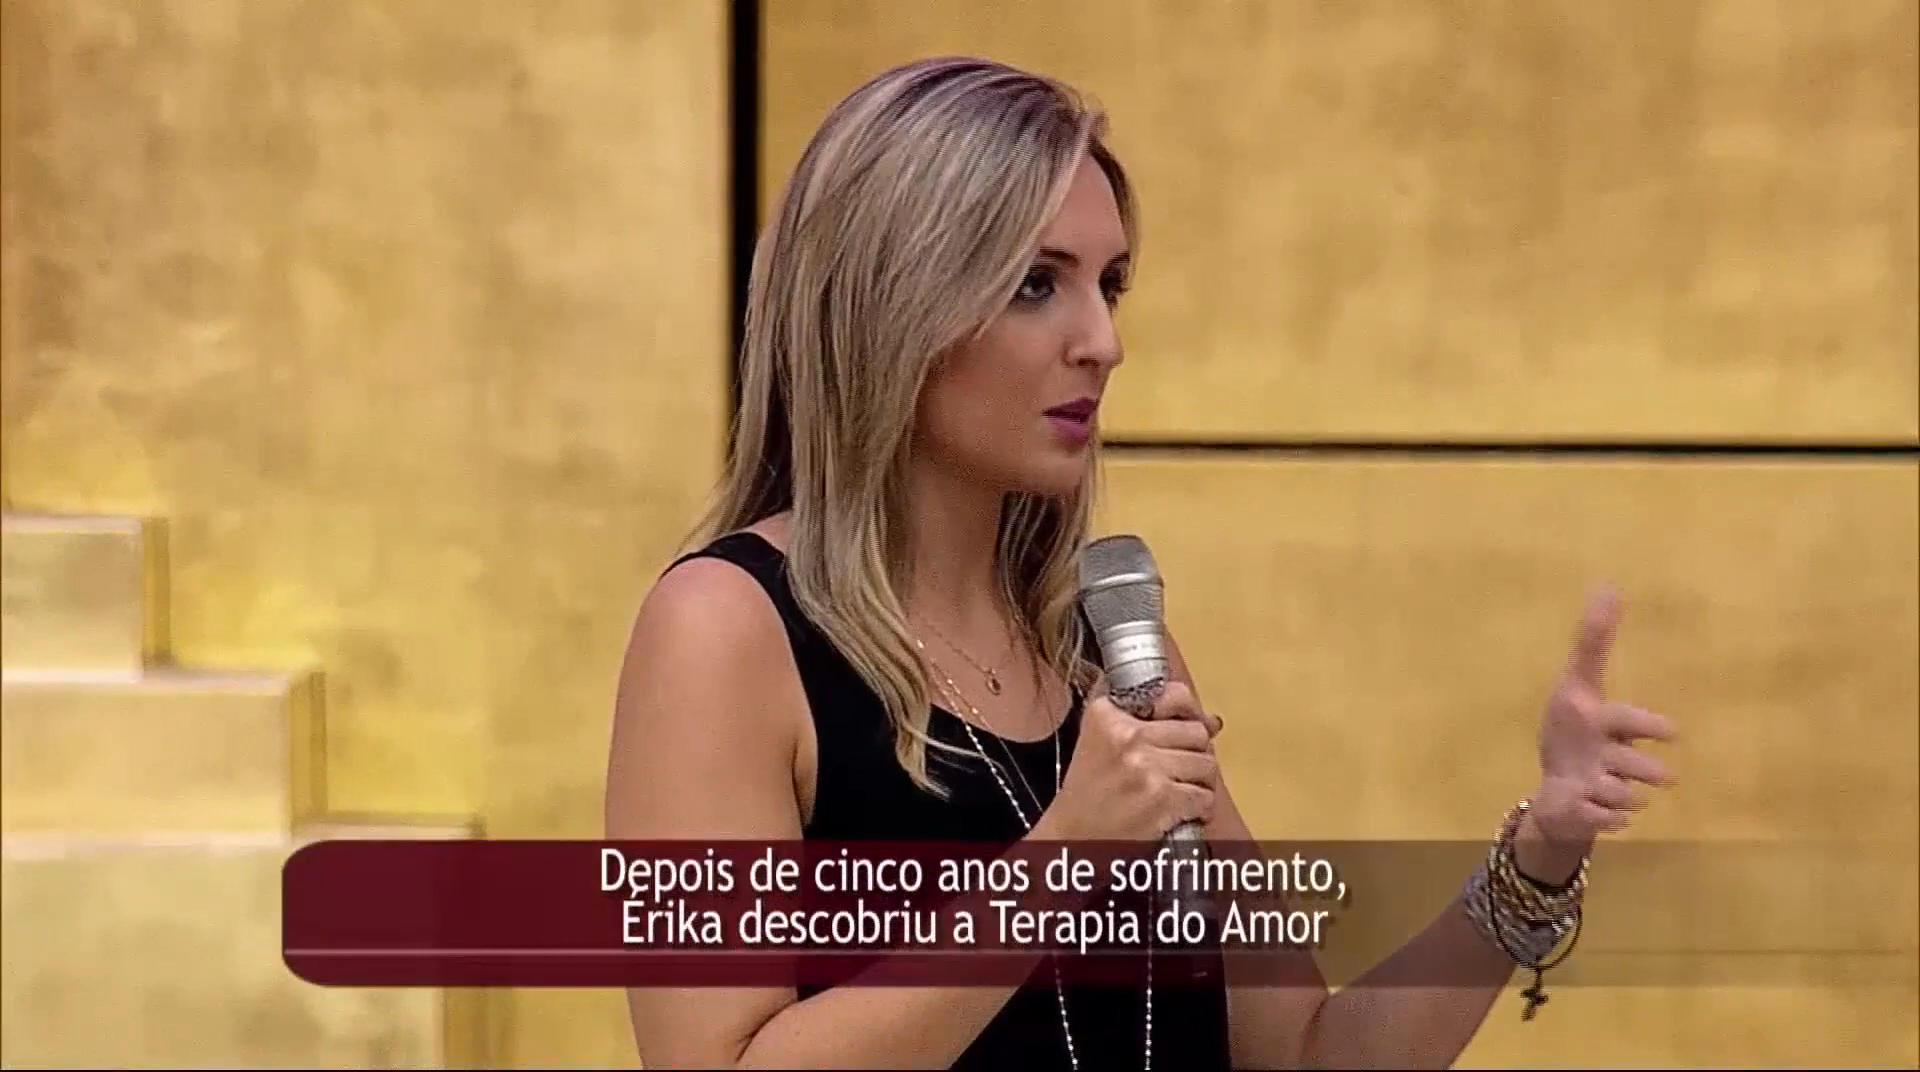 Depois de cinco anos de sofrimento,
Érika descobriu a Terapia do Amor